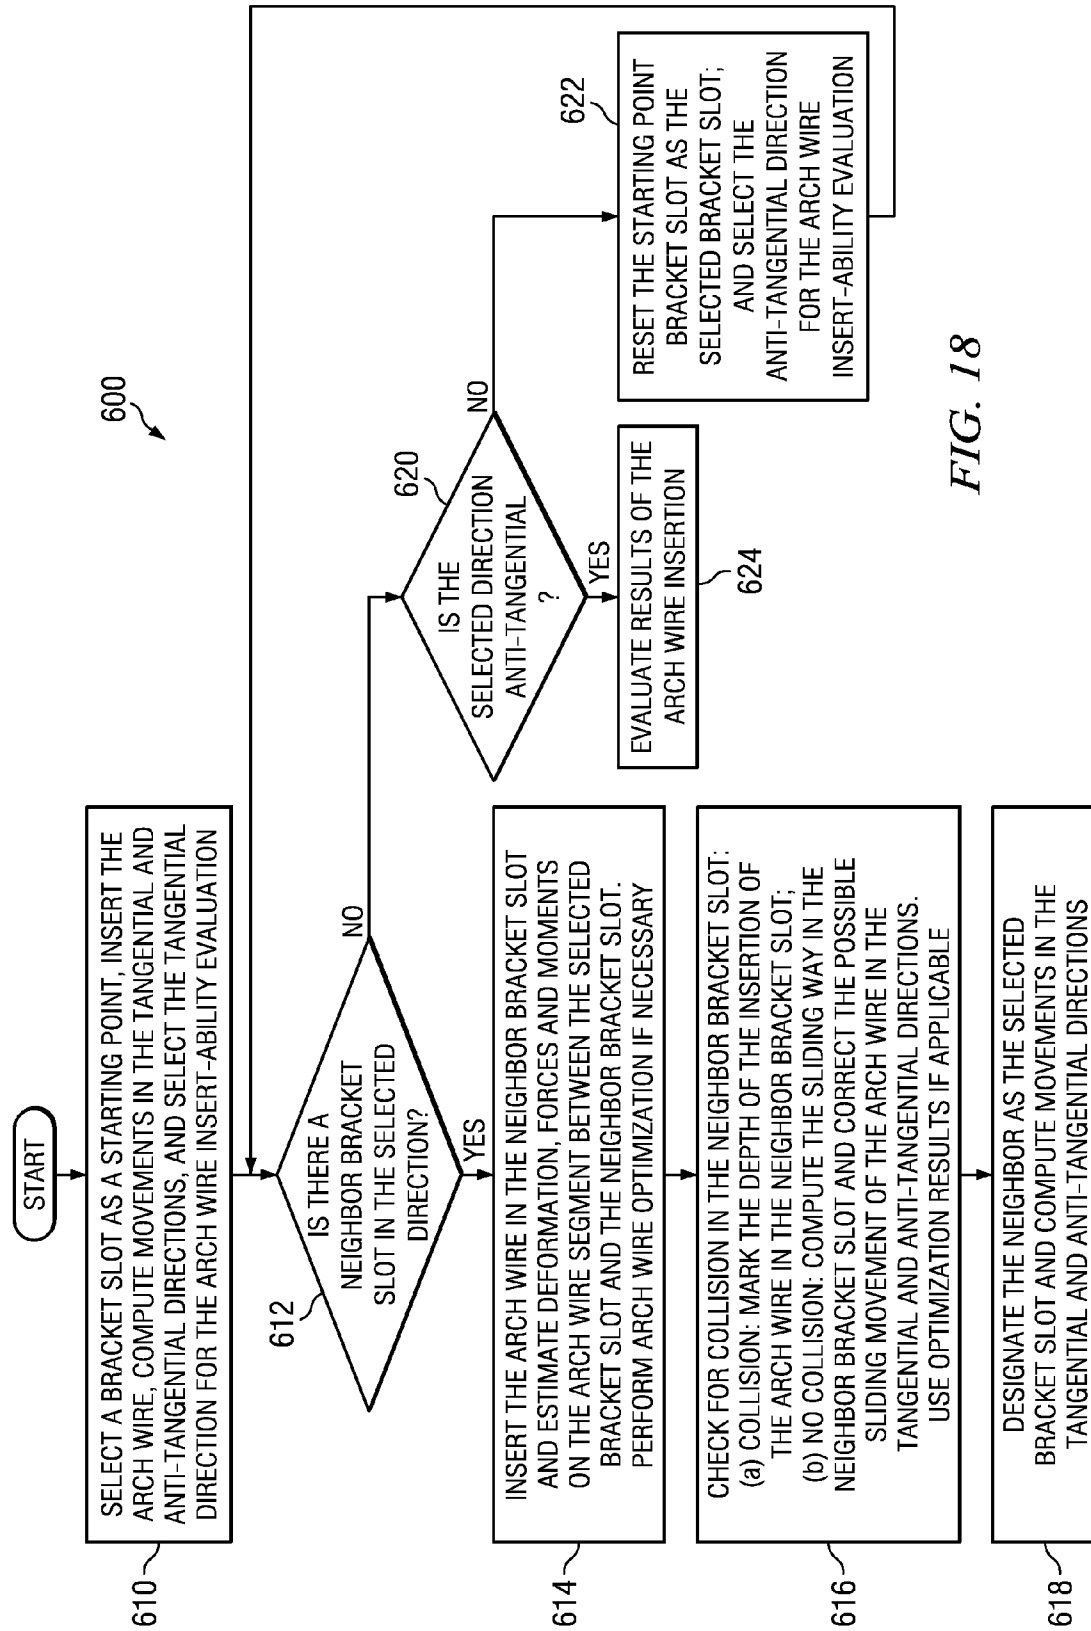 600
START
610
SELECT A BRACKET SLOT AS A STARTING POINT, INSERT THE
ARCH WIRE, COMPUTE MOVEMENTS IN THE TANGENTIAL AND
ANTI-TANGENTIAL DIRECTIONS, AND SELECT THE TANGENTIAL
DIRECTION FOR THE ARCH WIRE INSERT-ABILITY EVALUATION
612
IS THERE A
NEIGHBOR BRACKET
SLOT IN THE SELECTED
DIRECTION?
NO
YES
620
IS THE
SELECTED DIRECTION
ANTI-TANGENTIAL
?
NO
YES
622
RESET THE STARTING POINT
BRACKET SLOT AS THE
SELECTED BRACKET SLOT;
AND SELECT THE
ANTI-TANGENTIAL DIRECTION
FOR THE ARCH WIRE
INSERT-ABILITY EVALUATION
EVALUATE RESULTS OF THE
ARCH WIRE INSERTION
624
614
INSERT THE ARCH WIRE IN THE NEIGHBOR BRACKET SLOT
AND ESTIMATE DEFORMATION, FORCES AND MOMENTS
ON THE ARCH WIRE SEGMENT BETWEEN THE SELECTED
BRACKET SLOT AND THE NEIGHBOR BRACKET SLOT.
PERFORM ARCH WIRE OPTIMIZATION IF NECESSARY
616
CHECK FOR COLLISION IN THE NEIGHBOR BRACKET SLOT:
(a) COLLISION: MARK THE DEPTH OF THE INSERTION OF
THE ARCH WIRE IN THE NEIGHBOR BRACKET SLOT;
(b) NO COLLISION: COMPUTE THE SLIDING WAY IN THE
NEIGHBOR BRACKET SLOT AND CORRECT THE POSSIBLE
SLIDING MOVEMENT OF THE ARCH WIRE IN THE
TANGENTIAL AND ANTI-TANGENTIAL DIRECTIONS.
USE OPTIMIZATION RESULTS IF APPLICABLE
618
DESIGNATE THE NEIGHBOR AS THE SELECTED
BRACKET SLOT AND COMPUTE MOVEMENTS IN THE
TANGENTIAL AND ANTI-TANGENTIAL DIRECTIONS
FIG. 18